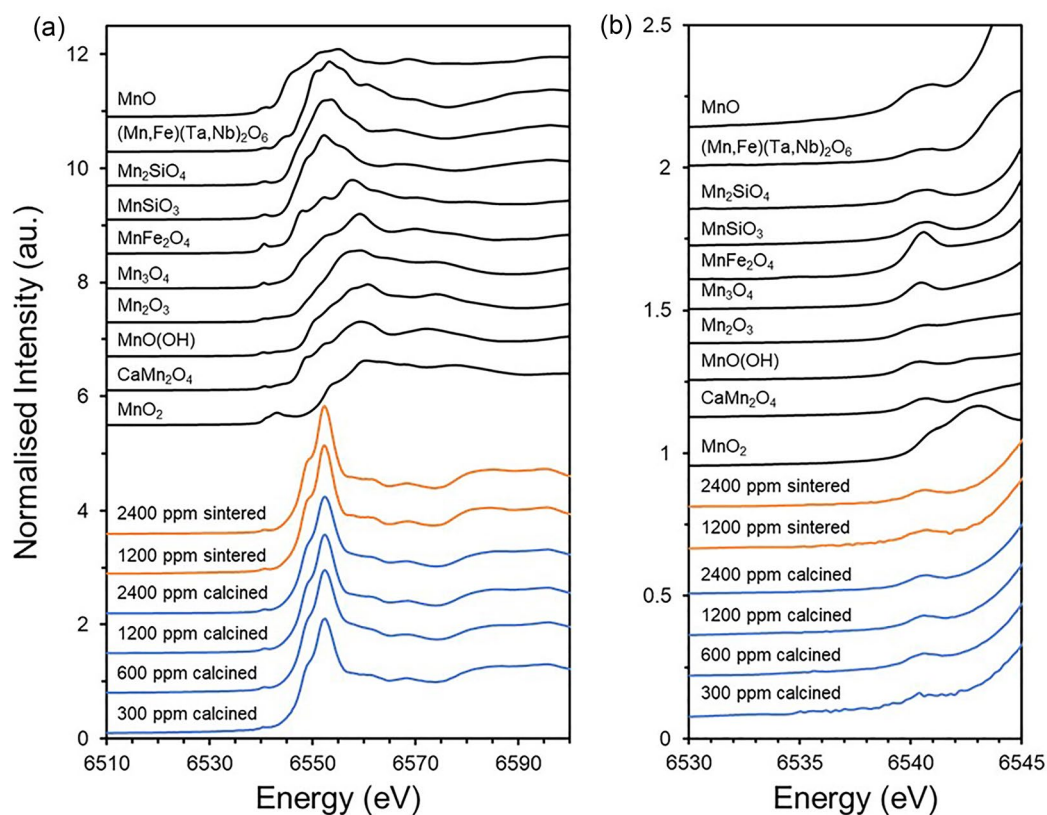 (a)
Normalised Intensity (au.)
12
10
8
6
4
2
0
MnO
(Mn,Fe)(Ta,Nb)₂O₆
Mn₂SiO₄
MnSiO₃
MnFe₂O₄
Mn₃O₄
Mn₂O₃
MnO(OH)
CaMn₂O₄
MnO₂
2400 ppm sintered
1200 ppm sintered
2400 ppm calcined
1200 ppm calcined
600 ppm calcined
300 ppm calcined
6510 6530 6550 6570 6590
Energy (eV)
(b)
2.5
2
1.5
1
0.5
0
MnO
(Mn,Fe)(Ta,Nb)₂O₆
Mn₂SiO₄
MnSiO₃
MnFe₂O₄
Mn₃O₄
Mn₂O₃
MnO(OH)
CaMn₂O₄
MnO₂
2400 ppm sintered
1200 ppm sintered
2400 ppm calcined
1200 ppm calcined
600 ppm calcined
300 ppm calcined
6530 6535 6540 6545
Energy (eV)